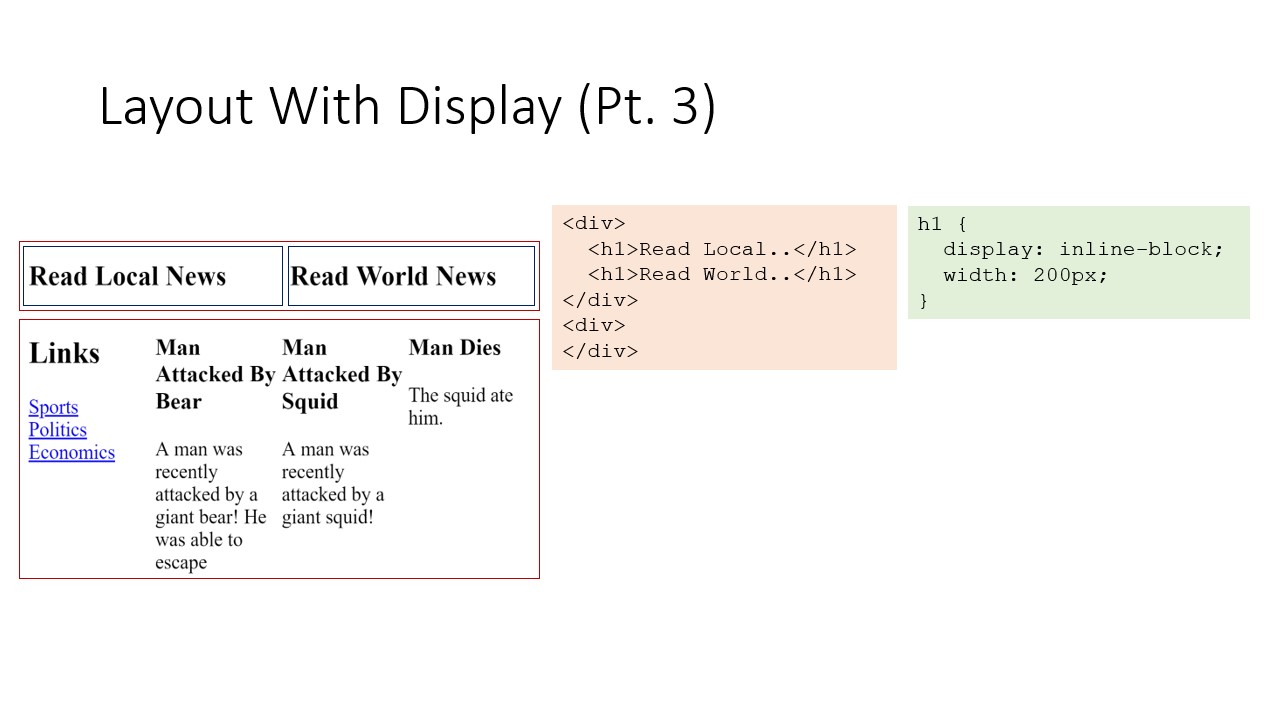 Layout With Display (Pt. 3)
Read Local News
Read World News
Links
Sports
Politics
Economics
Man
Attacked By
Bear
A man was
recently
attacked by a
giant bear! He
was able to
escape
Man
Attacked By
Squid
A man was
recently
attacked by a
giant squid!
Man Dies
The squid ate
him.
<div>
  <h1>Read Local..</h1>
  <h1>Read World..</h1>
</div>
<div>
</div>
h1 {
  display: inline-block;
  width: 200px;
}